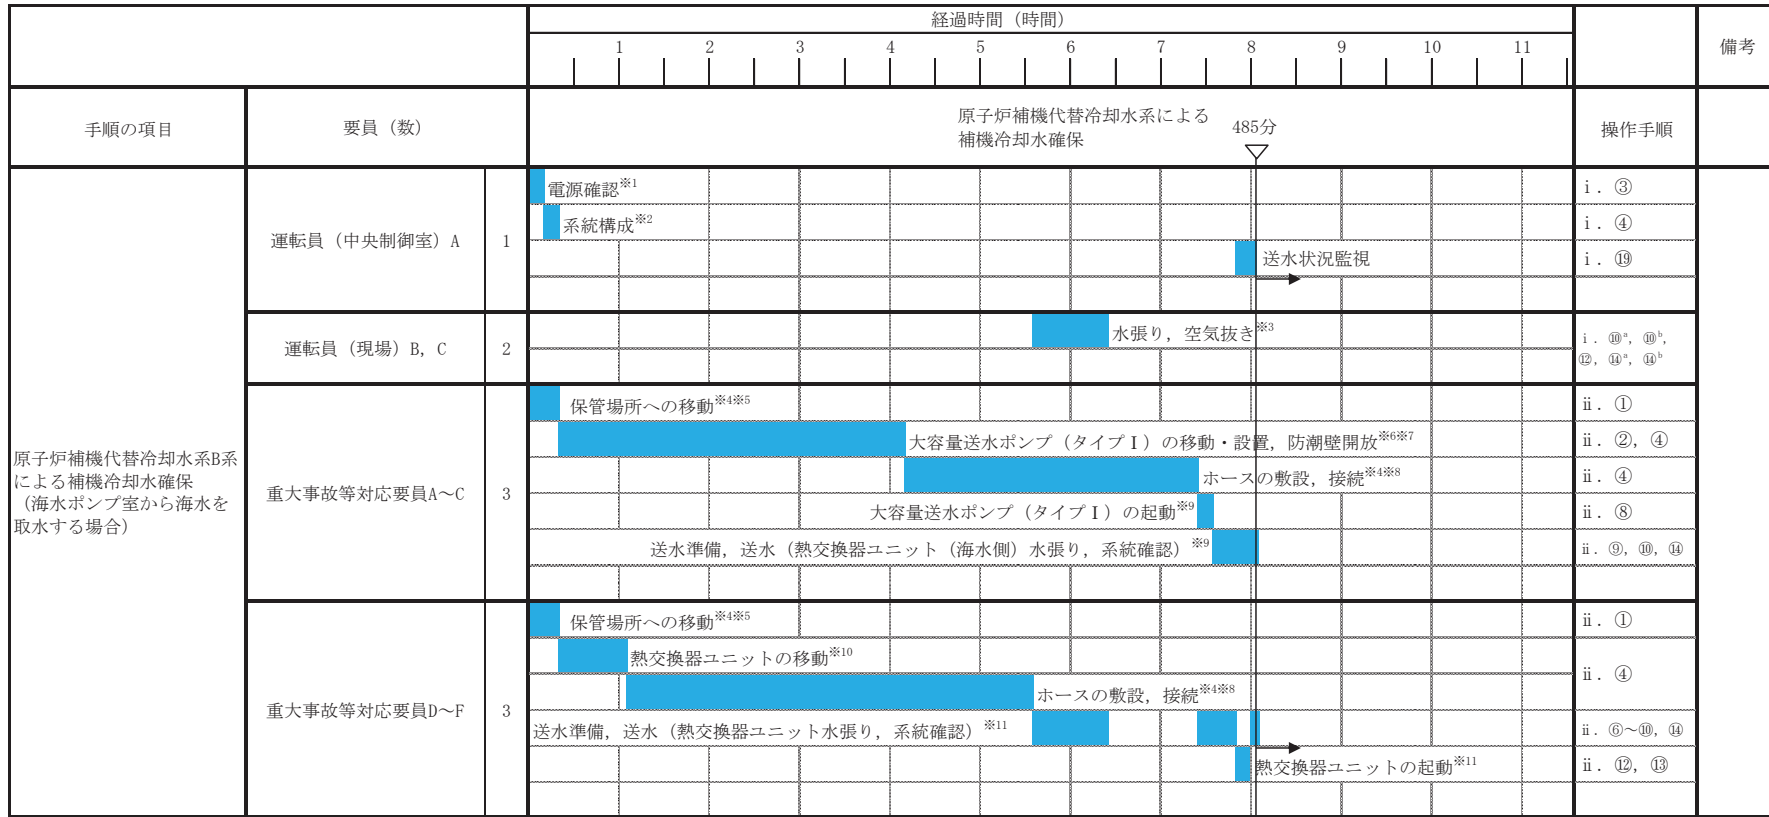 経過時間（時間）
備考
1 2 3 4 5 6 7 8 9 10 11
手順の項目
要員（数）
原子炉補機代替冷却水系による
補機冷却水確保
485分
操作手順
原子炉補機代替冷却水系B系
による補機冷却水確保
（海水ポンプ室から海水を
取水する場合）
運転員（中央制御室）A
1
電源確認※1
ⅰ．③
系統構成※2
ⅰ．④
送水状況監視
ⅰ．⑲
運転員（現場）B，C
2
水張り，空気抜き※3
ⅰ．⑩a，⑩b，
⑫，⑭a，⑭b
重大事故等対応要員A～C
3
保管場所への移動※4※5
ⅱ．①
大容量送水ポンプ（タイプⅠ）の移動・設置，防潮壁開放※6※7
ⅱ．②，④
ホースの敷設，接続※4※8
ⅱ．④
大容量送水ポンプ（タイプⅠ）の起動※9
ⅱ．⑧
送水準備，送水（熱交換器ユニット（海水側）水張り，系統確認）※9
ⅱ．⑨，⑩，⑭
重大事故等対応要員D～F
3
保管場所への移動※4※5
ⅱ．①
熱交換器ユニットの移動※10
ⅱ．④
ホースの敷設，接続※4※8
送水準備，送水（熱交換器ユニット水張り，系統確認）※11
ⅱ．⑥～⑩，⑭
熱交換器ユニットの起動※11
ⅱ．⑫，⑬